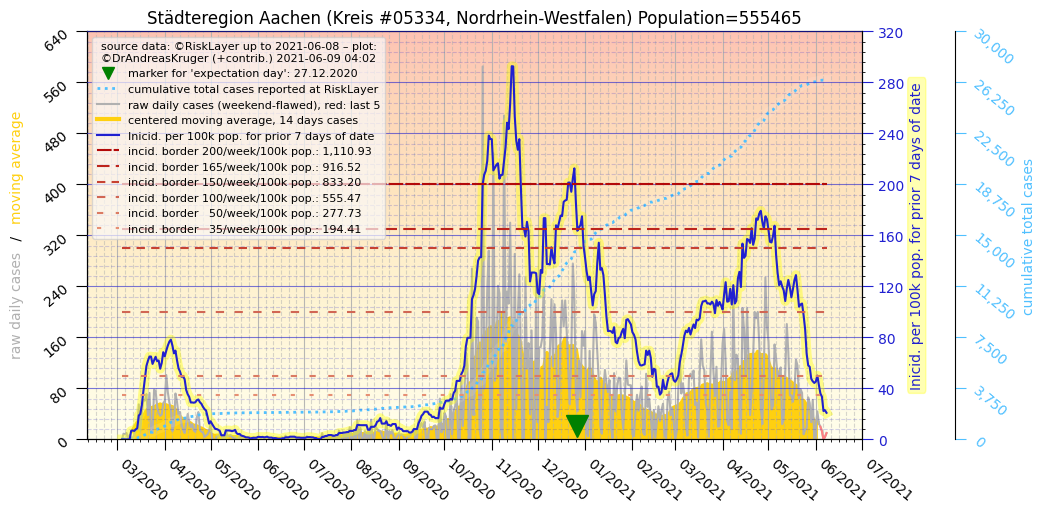 Städteregion Aachen (Kreis #05334, Nordrhein-Westfalen) Population=555465
source data: ©RiskLayer up to 2021-06-08 – plot:
©DrAndreasKruger (+contrib.) 2021-06-09 04:02
marker for 'expectation day': 27.12.2020
cumulative total cases reported at RiskLayer
raw daily cases (weekend-flawed), red: last 5
centered moving average, 14 days cases
Inicid. per 100k pop. for prior 7 days of date
incid. border 200/week/100k pop.: 1,110.93
incid. border 165/week/100k pop.: 916.52
incid. border 150/week/100k pop.: 833.20
incid. border 100/week/100k pop.: 555.47
incid. border   50/week/100k pop.: 277.73
incid. border   35/week/100k pop.: 194.41
raw daily cases / moving average
640
560
480
400
320
240
160
80
0
03/2020
04/2020
05/2020
06/2020
07/2020
08/2020
09/2020
10/2020
11/2020
12/2020
01/2021
02/2021
03/2021
04/2021
05/2021
06/2021
07/2021
320
280
240
200
160
120
80
40
0
Inicid. per 100k pop. for prior 7 days of date
30,000
26,250
22,500
18,750
15,000
11,250
7,500
3,750
0
cumulative total cases